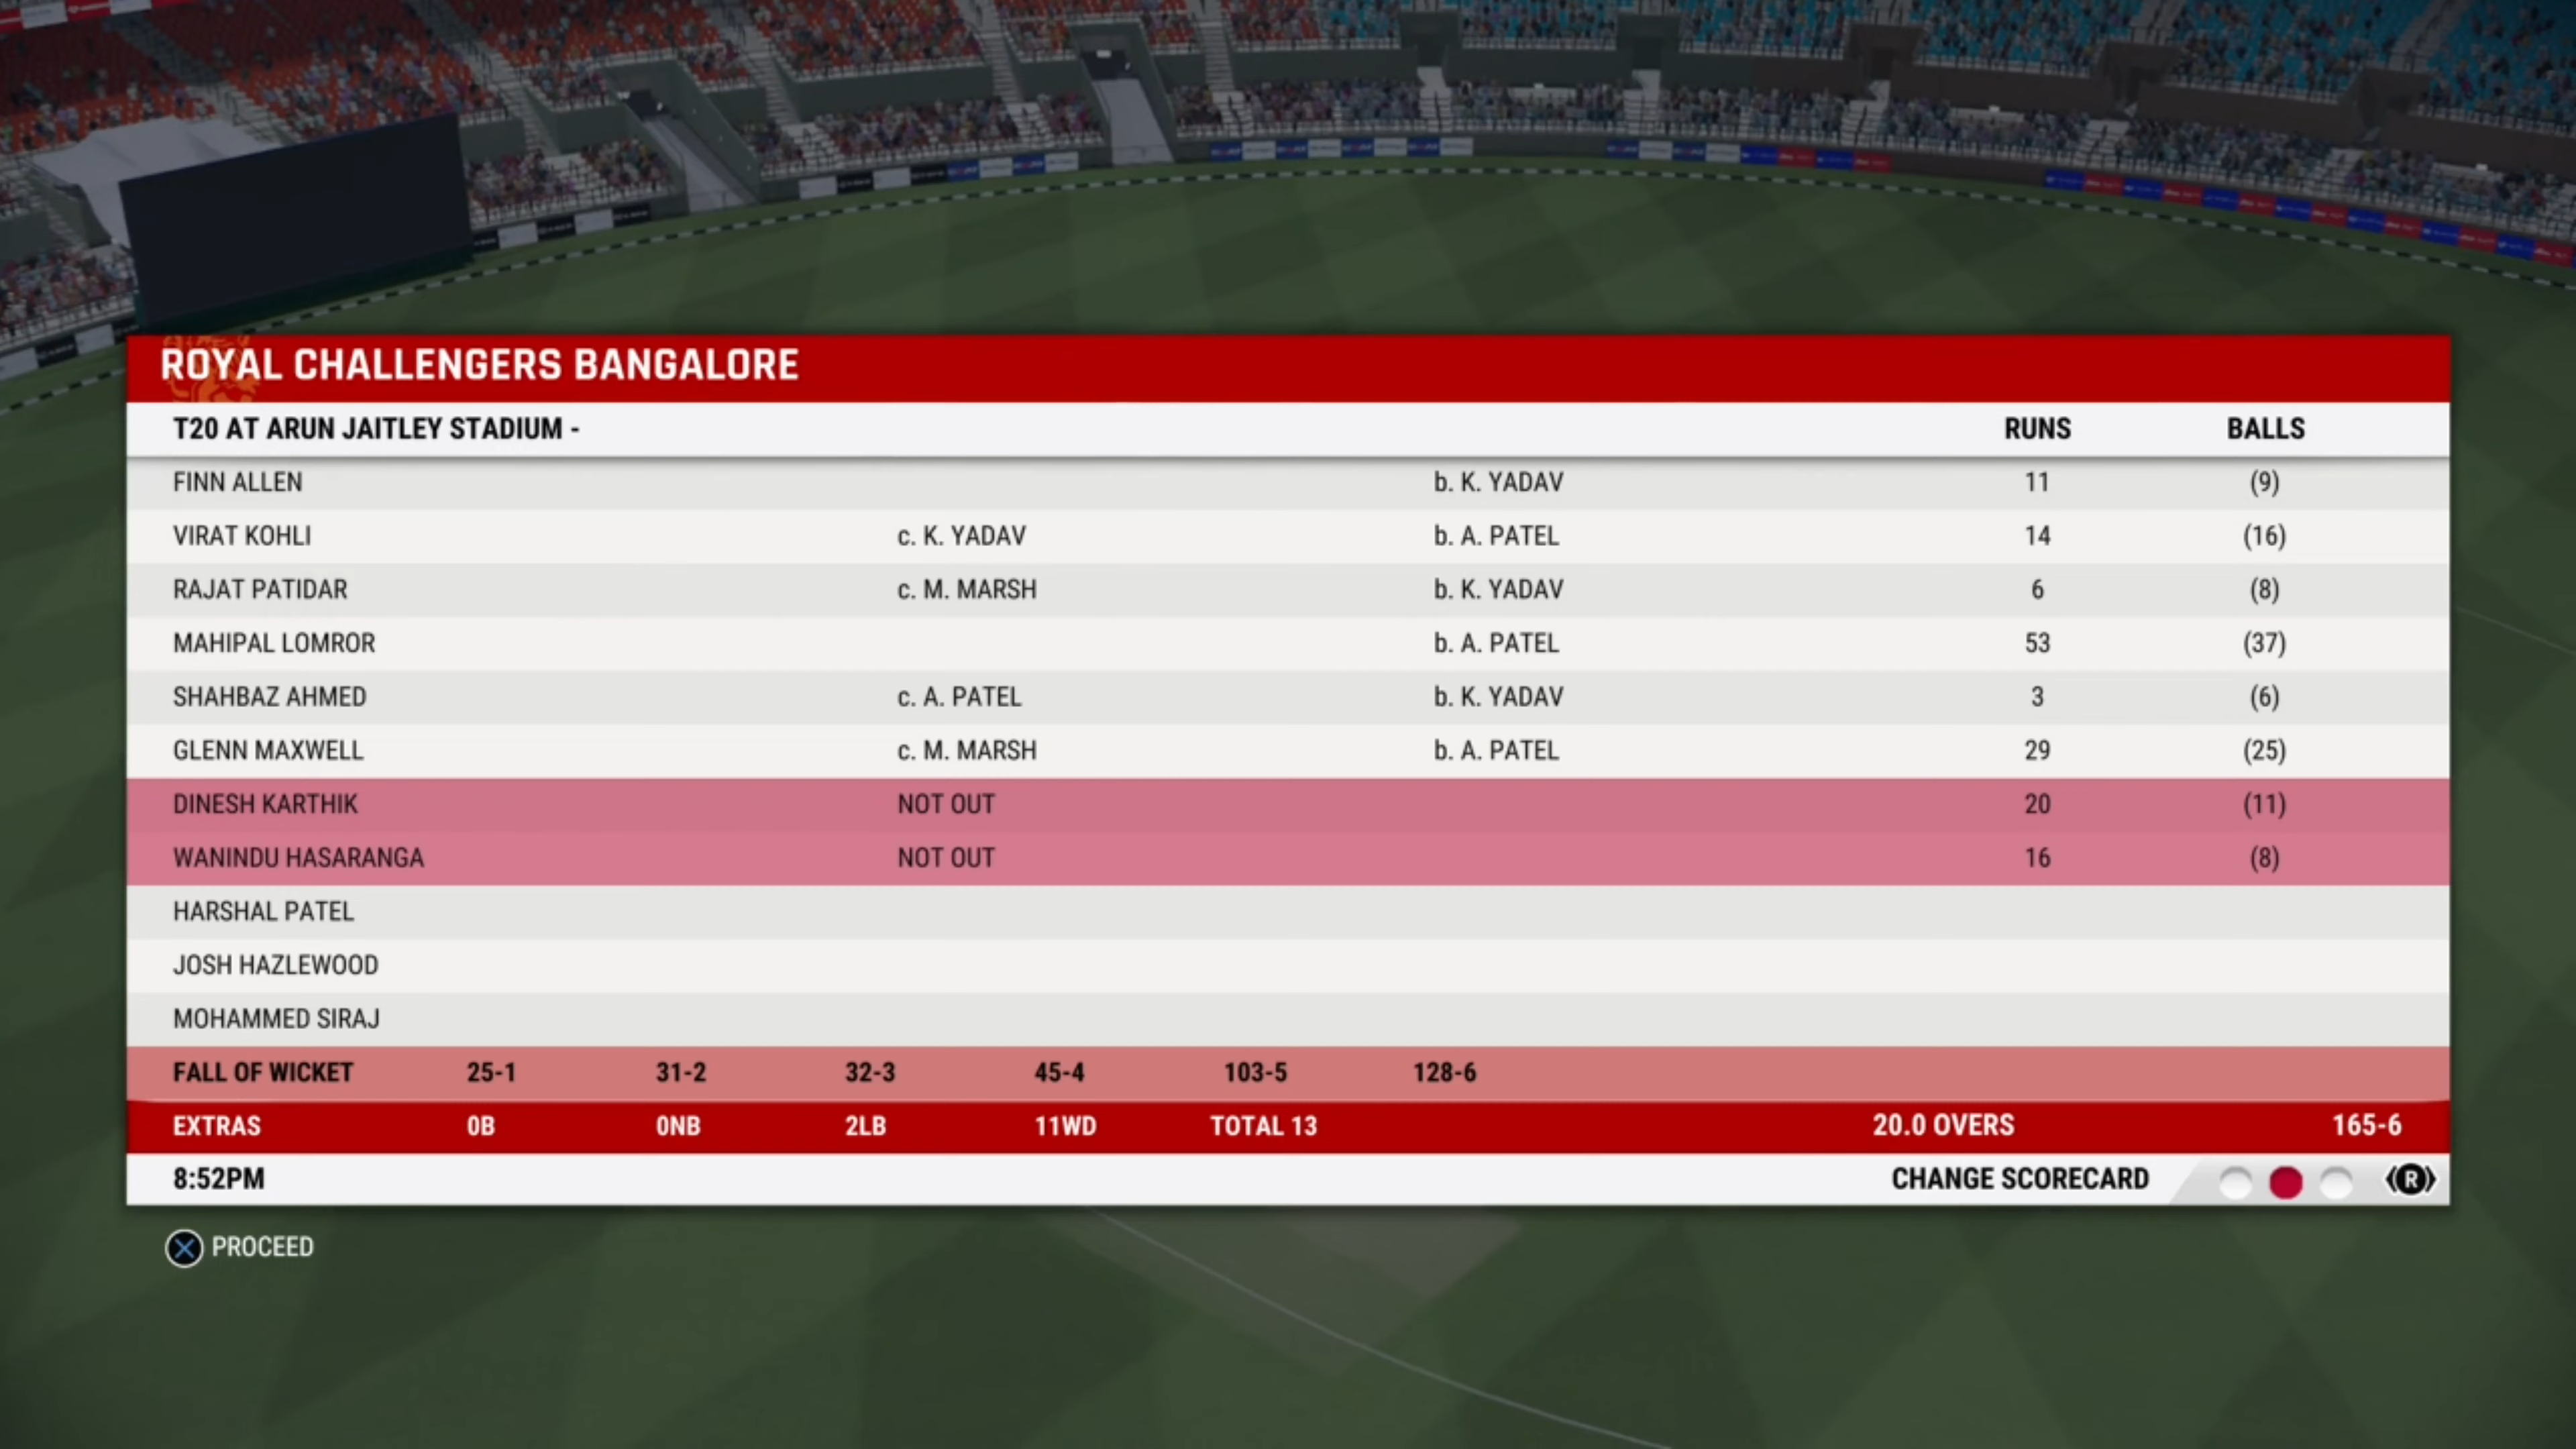 ROYAL CHALLENGERS BANGALORE
T20 AT ARUN JAITLEY STADIUM - RUNS BALLS
FINN ALLEN b. K. YADAV 11 (9)
VIRAT KOHLI c. K. YADAV b. A. PATEL 14 (16)
RAJAT PATIDAR c. M. MARSH b. K. YADAV 6 (8)
MAHIPAL LOMROR b. A. PATEL 53 (37)
SHAHBAZ AHMED c. A. PATEL b. K. YADAV 3 (6)
GLENN MAXWELL c. M. MARSH b. A. PATEL 29 (25)
DINESH KARTHIK NOT OUT 20 (11)
WANINDU HASARANGA NOT OUT 16 (8)
HARSHAL PATEL
JOSH HAZLEWOOD
MOHAMMED SIRAJ
FALL OF WICKET 25-1 31-2 32-3 45-4 103-5 128-6
EXTRAS 0B 0NB 2LB 11WD TOTAL 13 20.0 OVERS 165-6
8:52PM CHANGE SCORECARD R
PROCEED